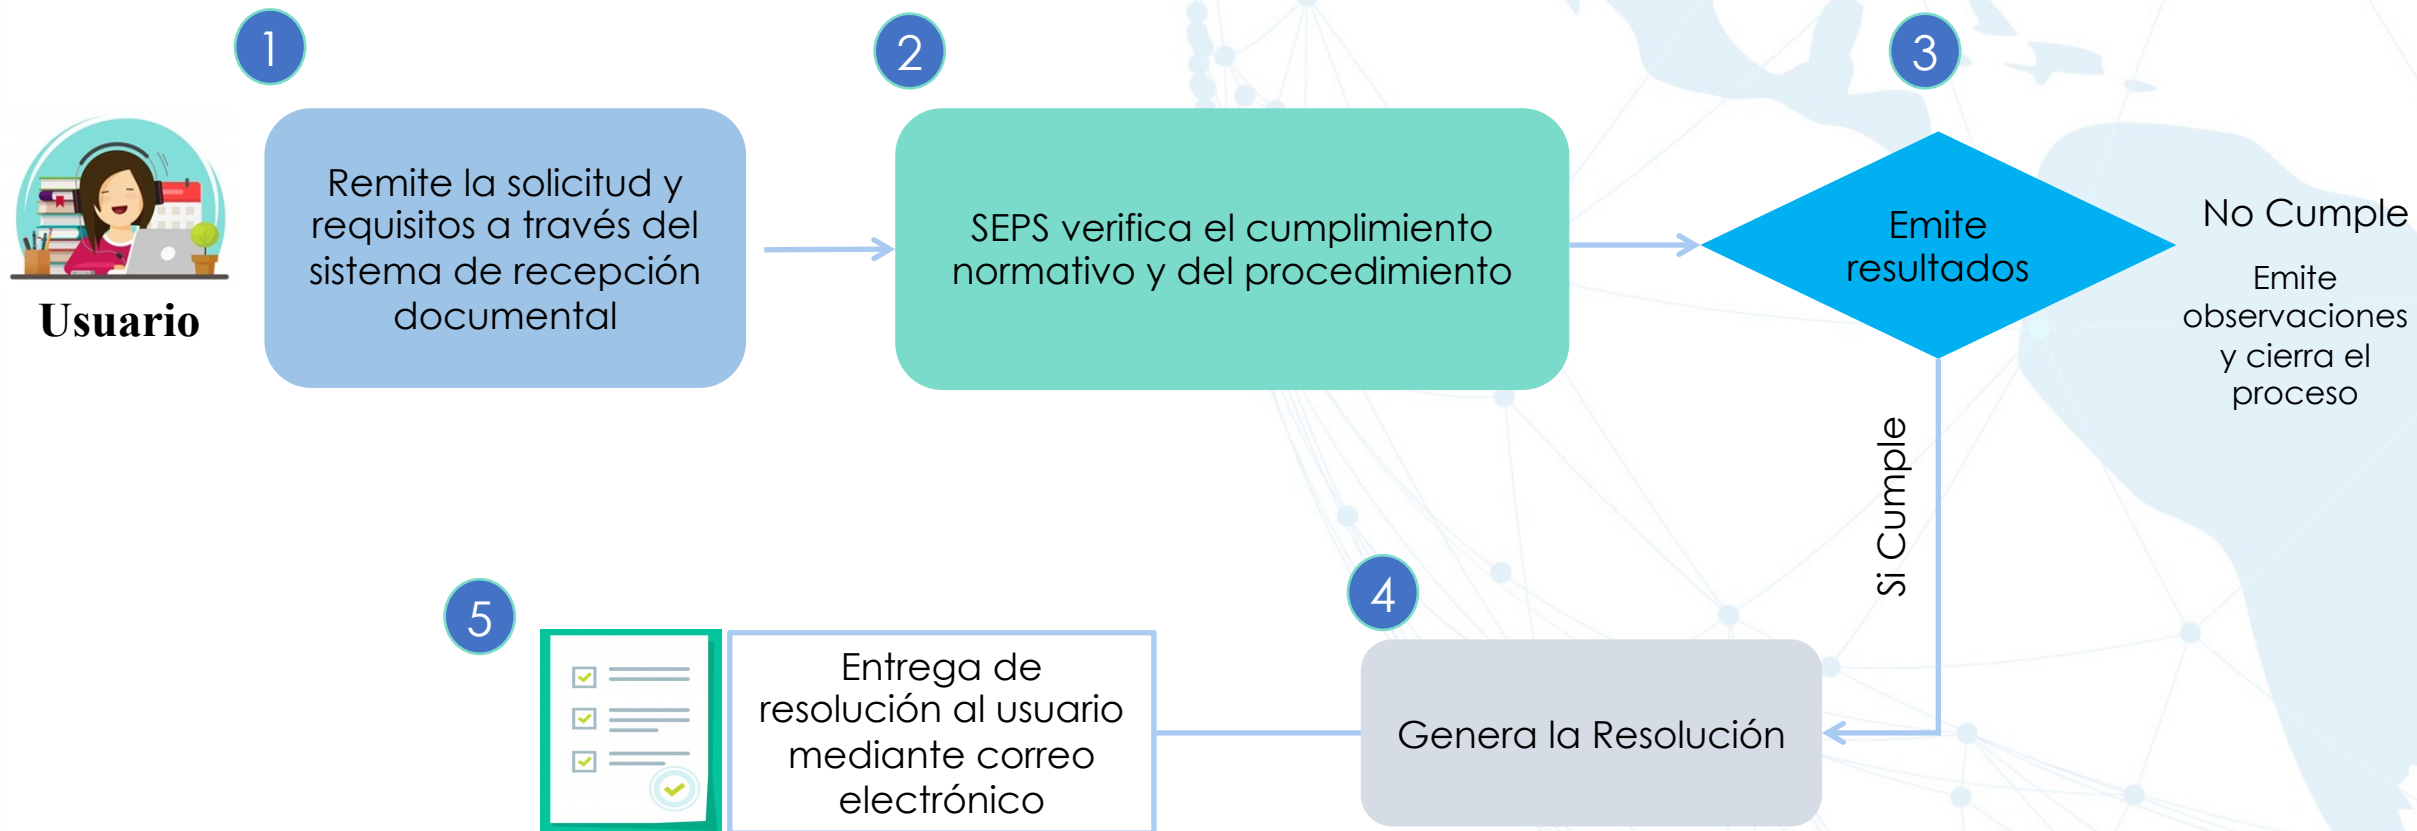 1
Usuario
Remite la solicitud y
requisitos a través del
sistema de recepción
documental
2
SEPS verifica el cumplimiento
normativo y del procedimiento
3
Emite
resultados
No Cumple
Emite
observaciones
y cierra el
proceso
Si Cumple
4
Genera la Resolución
5
Entrega de
resolución al usuario
mediante correo
electrónico